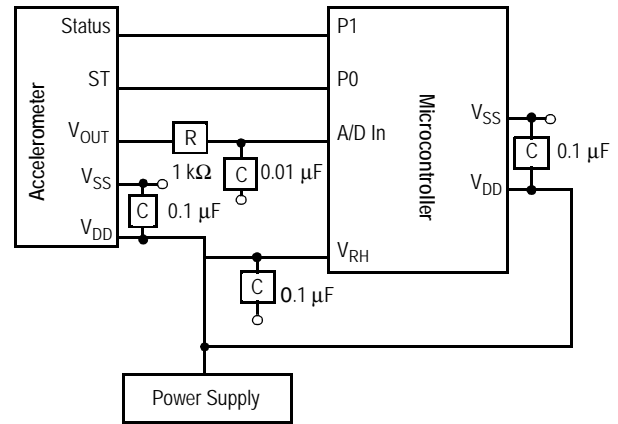 Accelerometer
Status
ST
VOUT
VSS
VDD
R
1 kΩ
C
0.01 μF
C
0.1 μF
C
0.1 μF
Microcontroller
P1
P0
A/D In
VRH
VSS
VDD
C
0.1 μF
Power Supply